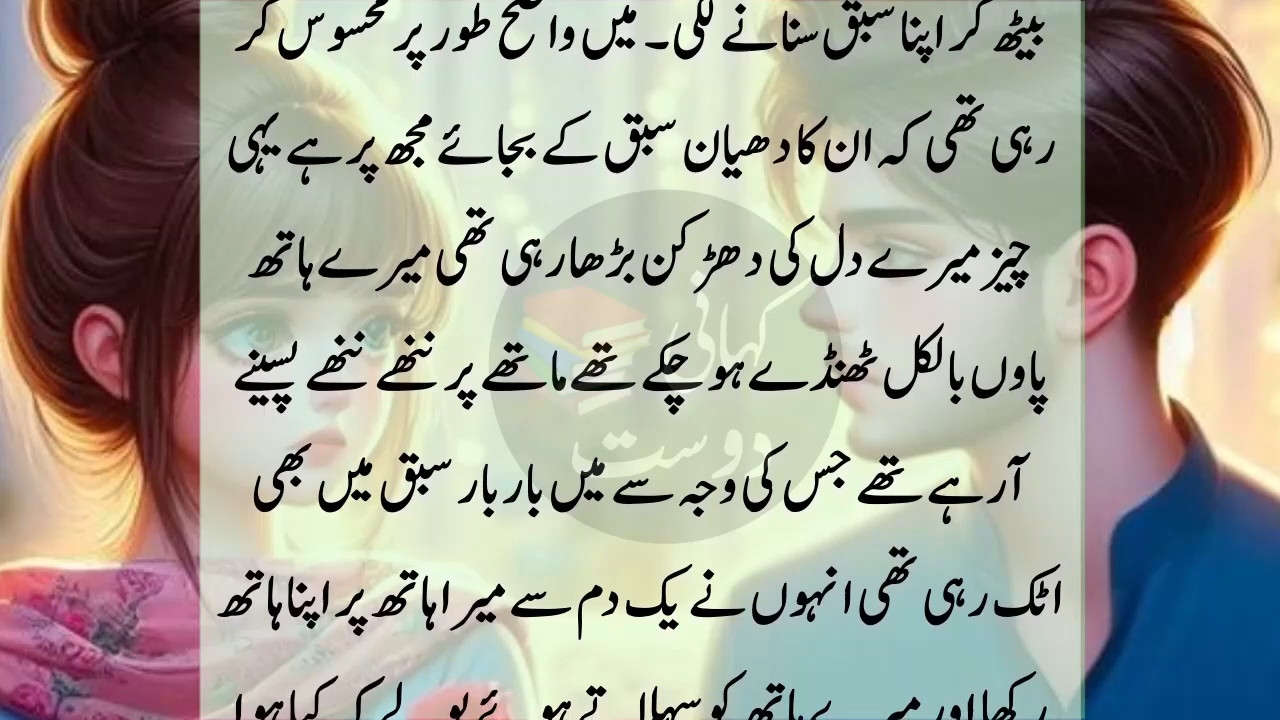 بیٹھ کر اپنا سبق سنانے لگی۔ میں واضح طور پر محسوس کر
رہی تھی کہ ان کا دھیان سبق کے بجائے مجھ پر ہے یہی
چیز میرے دل کی دھڑکن بڑھا رہی تھی میرے ہاتھ
پاوں بالکل ٹھنڈے ہو چکے تھے ماتھے پر ننھے ننھے پسینے
آرہے تھے جس کی وجہ سے میں بار بار سبق میں بھی
اٹک رہی تھی انہوں نے یک دم سے میرا ہاتھ پر اپنا ہاتھ
رکھا اور میرے ہاتھ کو سہلاتے ہوئے بولے کہ کیا ہوا
کہانی
دوست